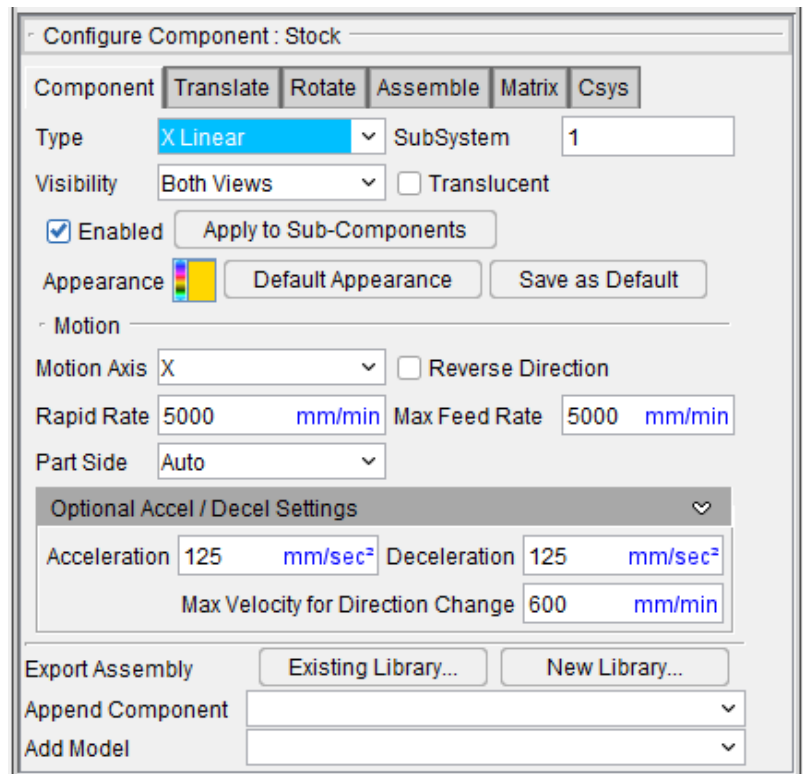 Configure Component : Stock
Component Translate Rotate Assemble Matrix Csys
Type X Linear SubSystem 1
Visibility Both Views Translucent
Enabled Apply to Sub-Components
Appearance Default Appearance Save as Default
Motion
Motion Axis X Reverse Direction
Rapid Rate 5000 mm/min Max Feed Rate 5000 mm/min
Part Side Auto
Optional Accel / Decel Settings
Acceleration 125 mm/sec² Deceleration 125 mm/sec²
Max Velocity for Direction Change 600 mm/min
Export Assembly Existing Library... New Library...
Append Component
Add Model